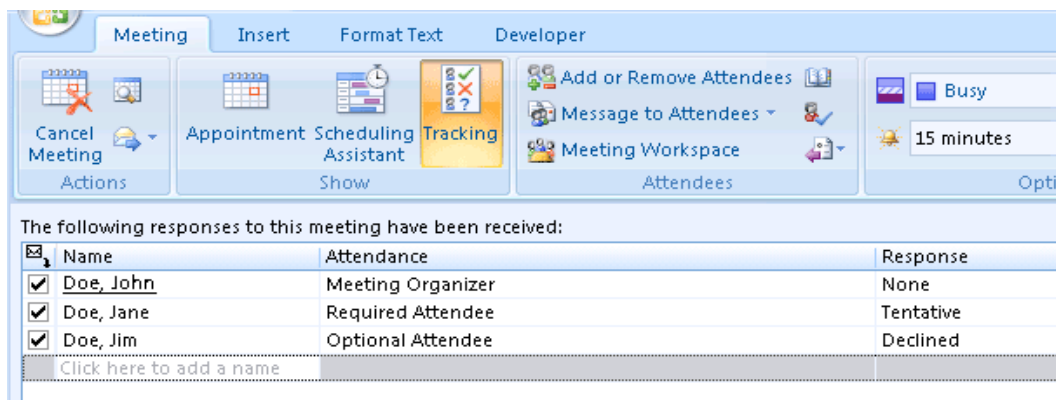 Meeting Insert Format Text Developer
Cancel Meeting
Appointment
Scheduling Assistant
Tracking
Add or Remove Attendees
Message to Attendees
Meeting Workspace
Busy
15 minutes
Actions Show Attendees Opti
The following responses to this meeting have been received:
Name Attendance Response
Doe, John Meeting Organizer None
Doe, Jane Required Attendee Tentative
Doe, Jim Optional Attendee Declined
Click here to add a name